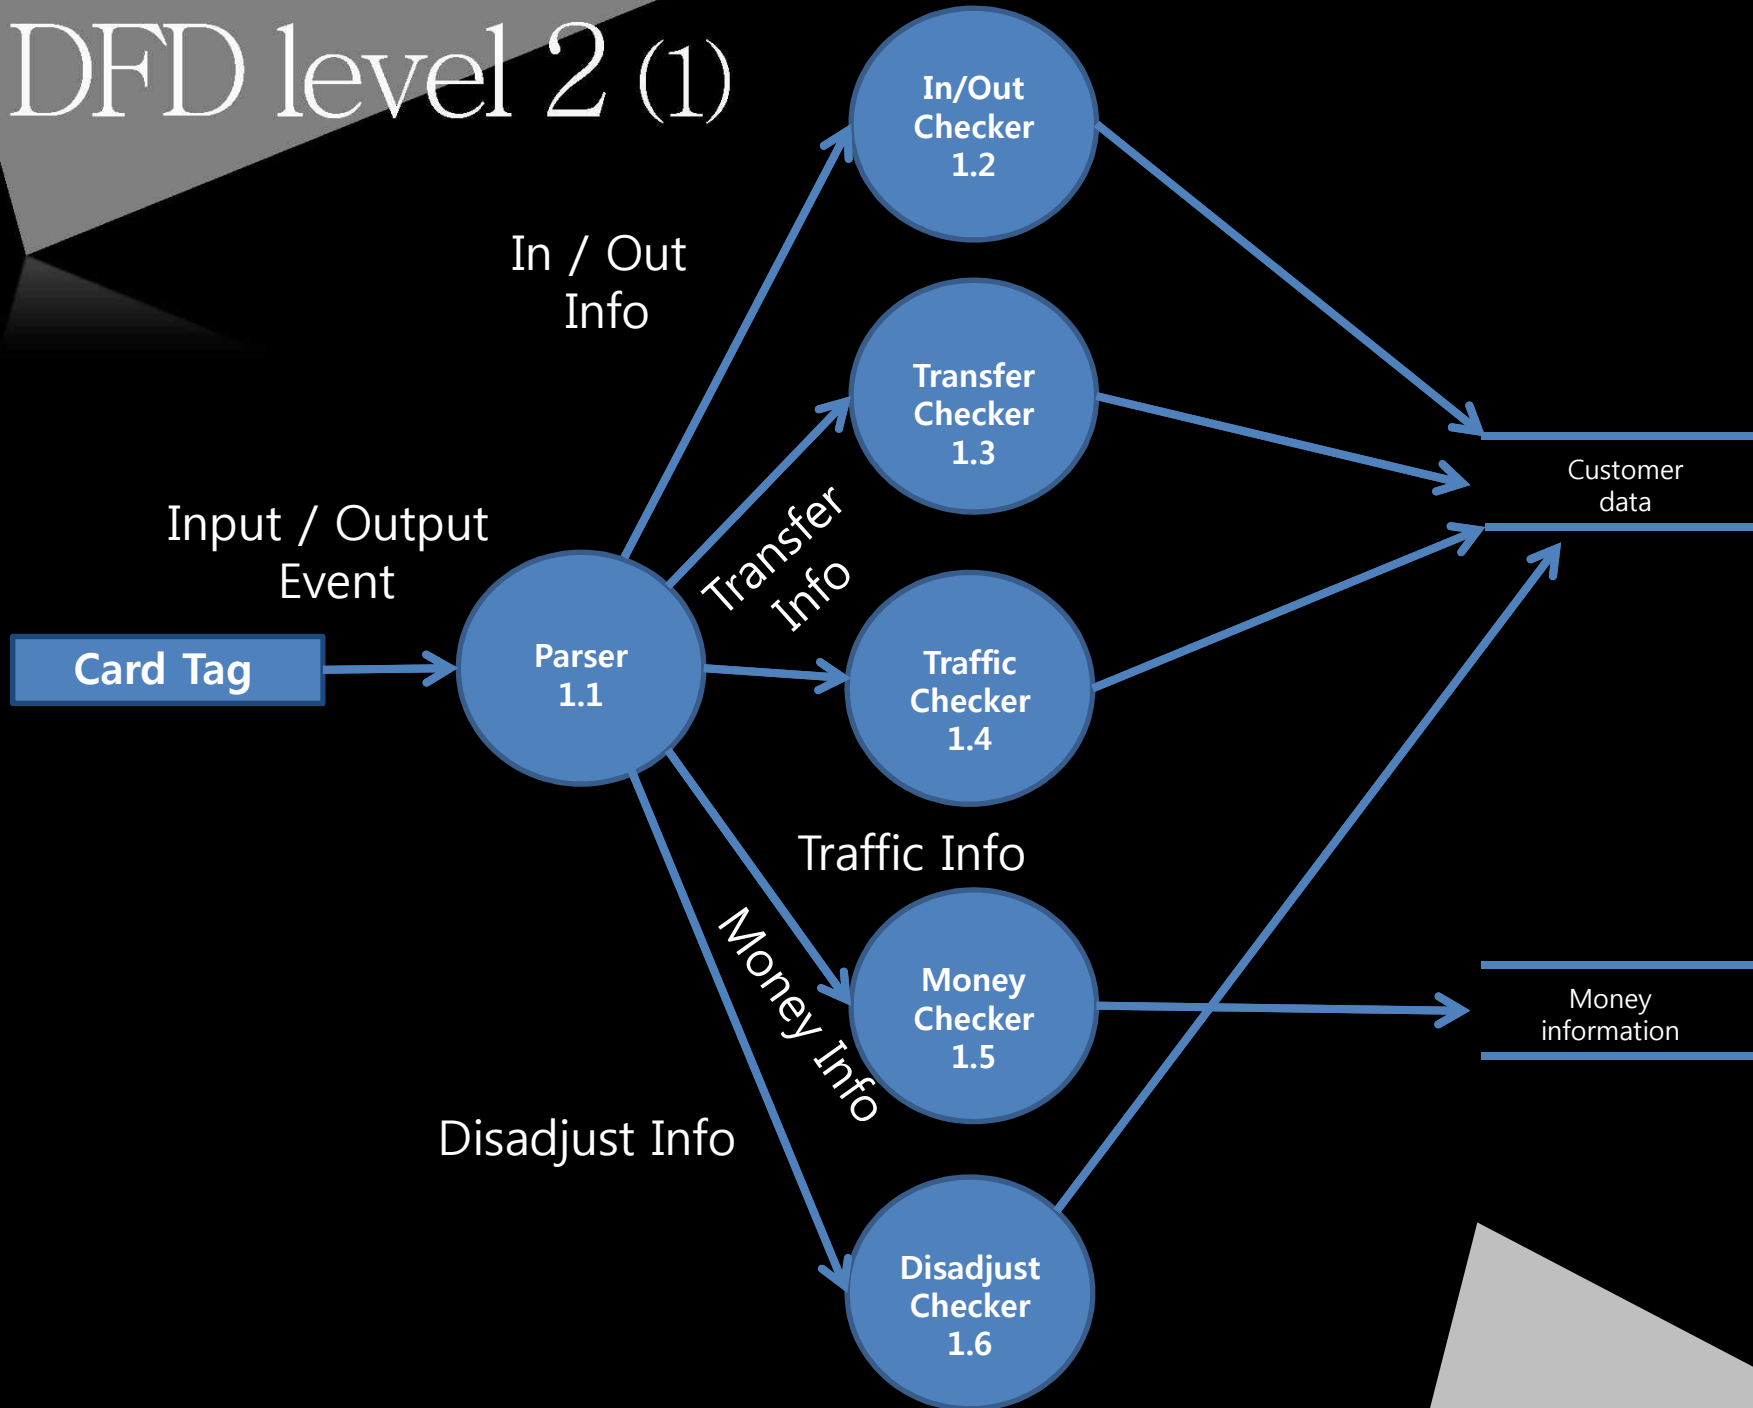 DFD level 2 (1)
In/Out
Checker
1.2
In / Out
Info
Transfer
Checker
1.3
Customer
data
Input / Output
Event
Transfer
Info
Card Tag
Parser
1.1
Traffic
Checker
1.4
Traffic Info
Money Info
Money
Checker
1.5
Money
information
Disadjust Info
Disadjust
Checker
1.6